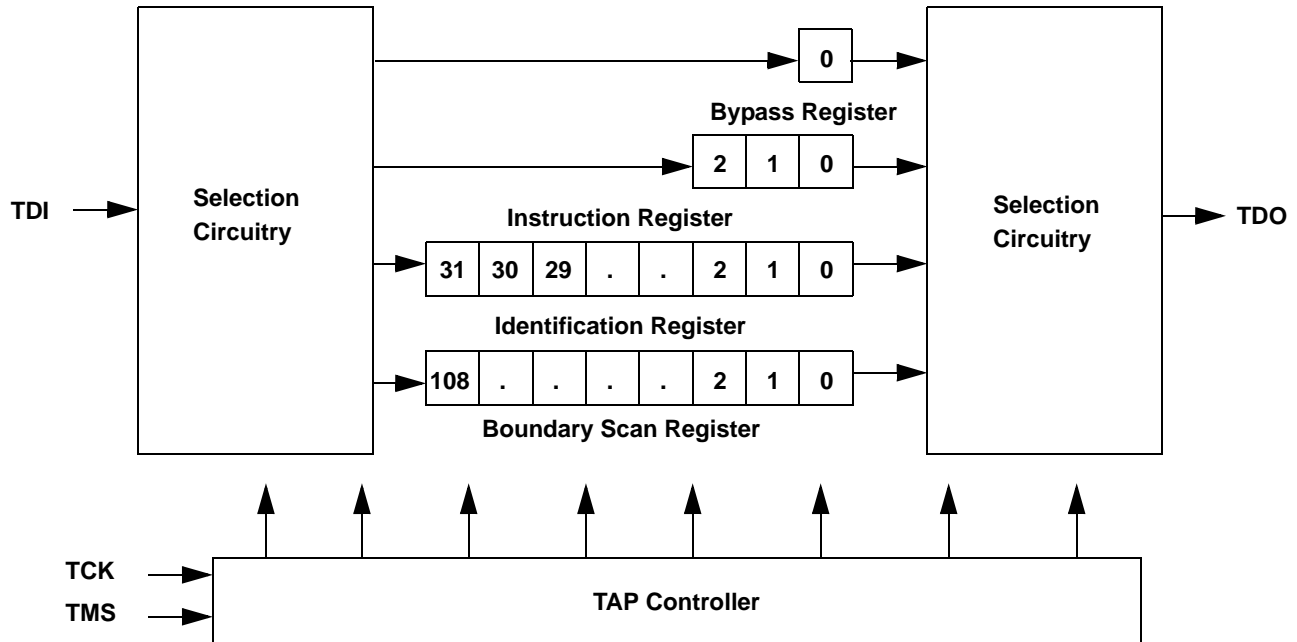 0
Bypass Register
2 1 0
TDI
Selection
Circuitry
Instruction Register
Selection
Circuitry
TDO
31 30 29 . . 2 1 0
Identification Register
108 . . . . 2 1 0
Boundary Scan Register
TCK
TMS
TAP Controller